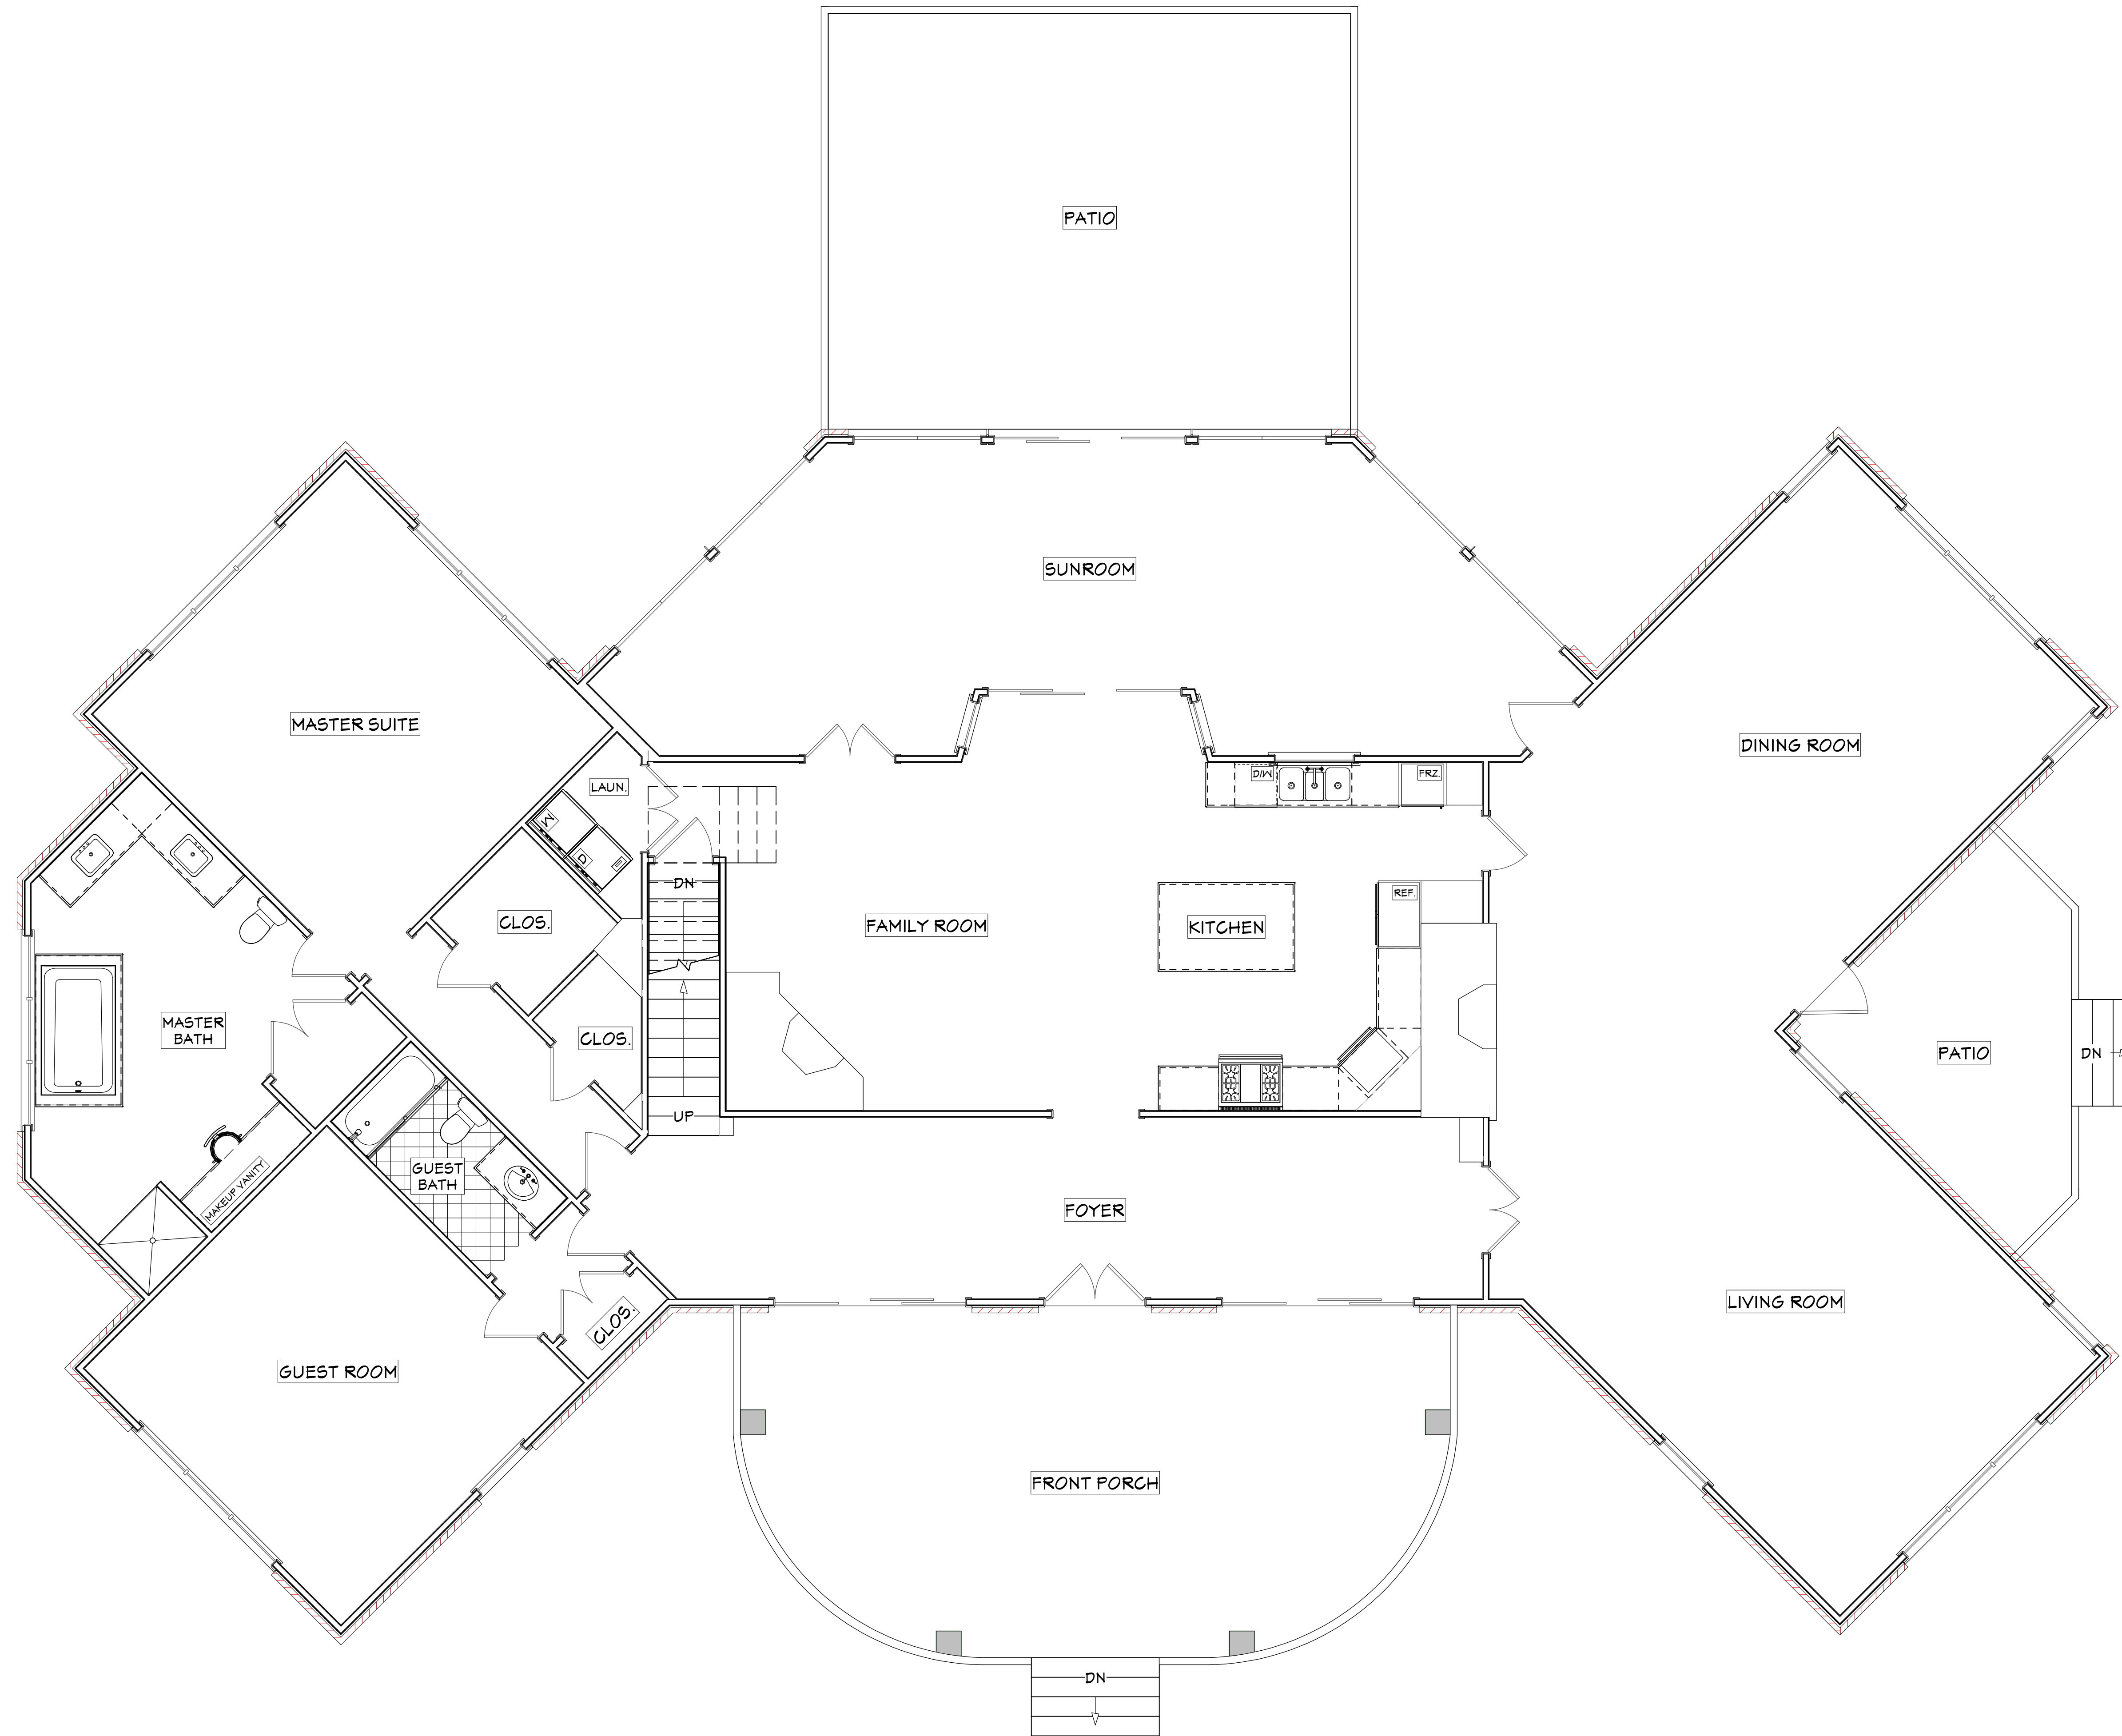 PATIO
SUNROOM
MASTER SUITE
DINING ROOM
LAUN.
D/W
FRZ.
W
D
DN
REF.
CLOS.
FAMILY ROOM
KITCHEN
MASTER
BATH
CLOS.
PATIO
DN
UP
GUEST
BATH
MAKEUP VANITY
FOYER
LIVING ROOM
CLOS.
GUEST ROOM
FRONT PORCH
DN